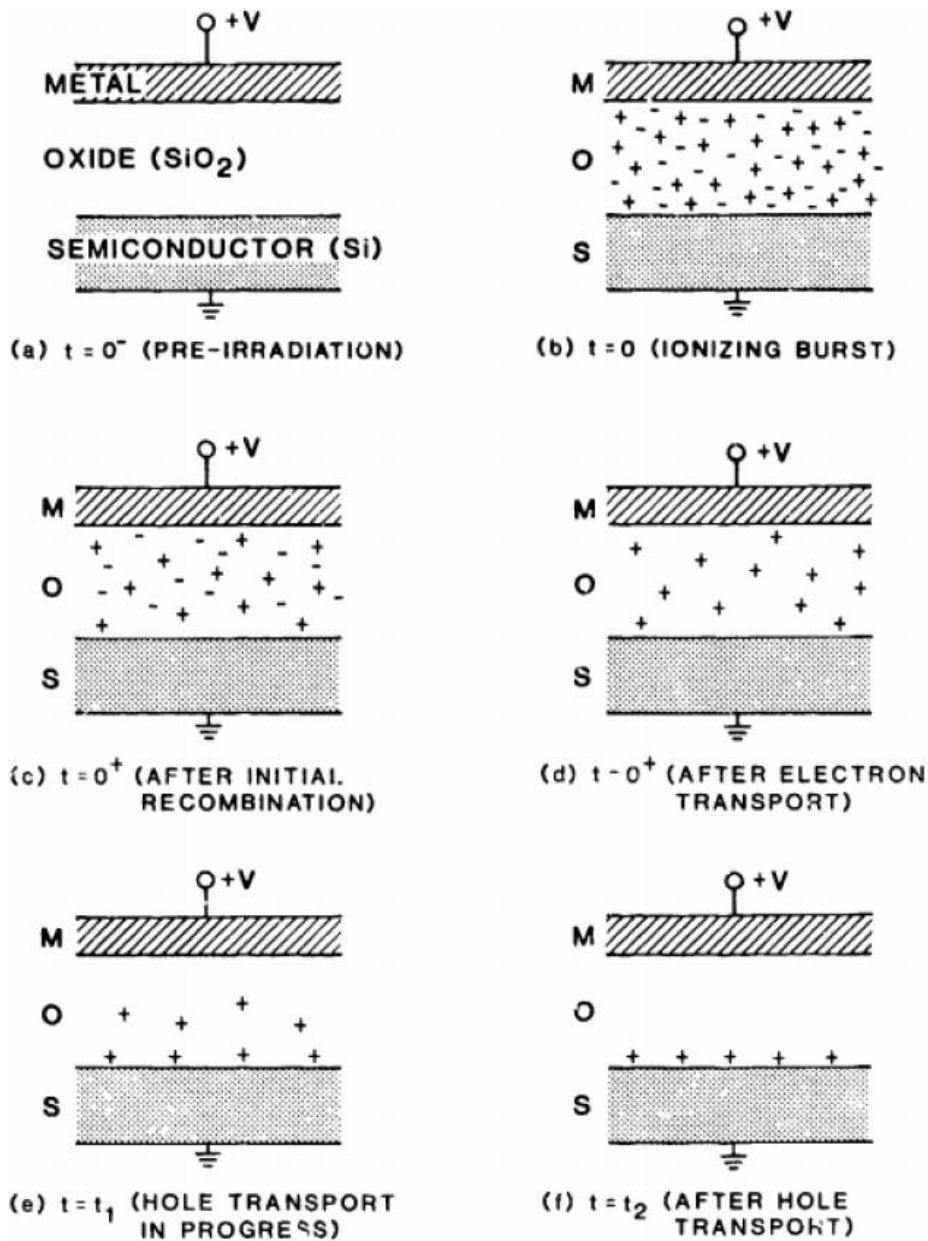 +V
METAL
OXIDE (SiO2)
SEMICONDUCTOR (Si)
(a) t = 0- (PRE-IRRADIATION)
+V
M
O
S
(b) t = 0 (IONIZING BURST)
+V
M
O
S
(c) t = 0+ (AFTER INITIAL
RECOMBINATION)
+V
M
O
S
(d) t - 0+ (AFTER ELECTRON
TRANSPORT)
+V
M
O
S
(e) t = t1 (HOLE TRANSPORT
IN PROGRESS)
+V
M
O
S
(f) t = t2 (AFTER HOLE
TRANSPORT)